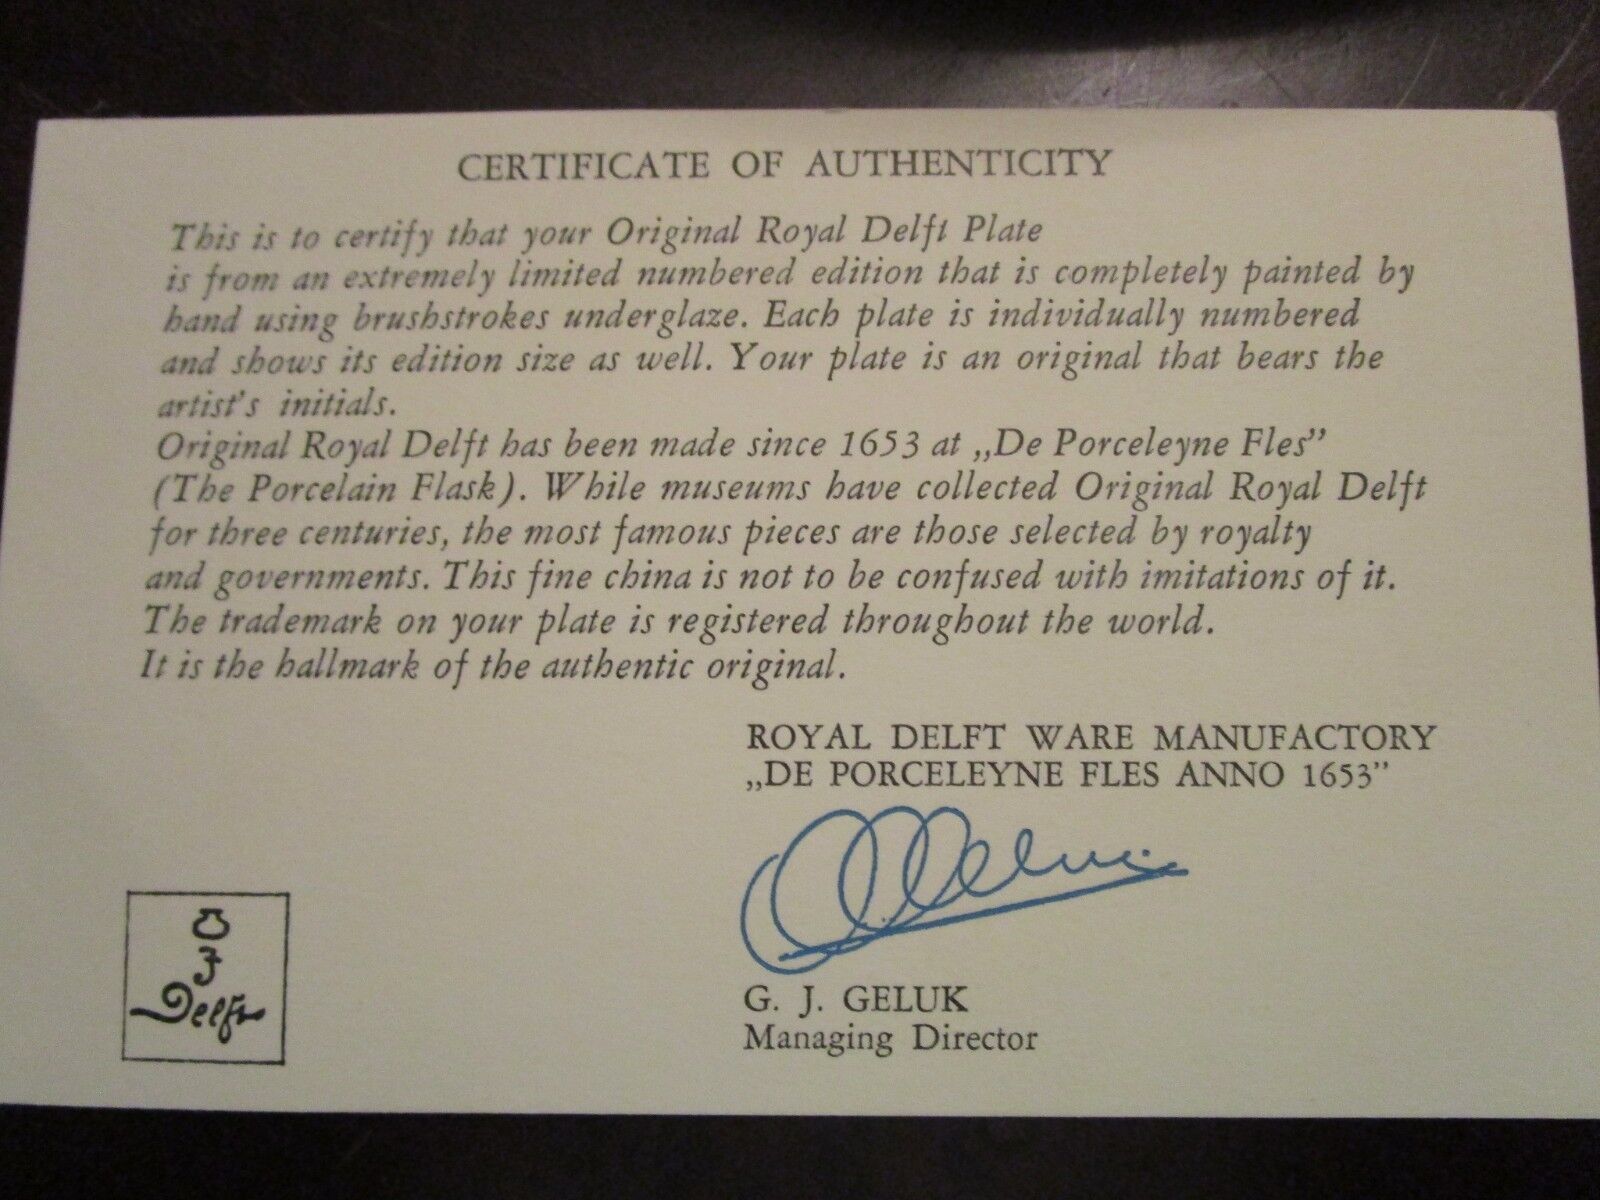 CERTIFICATE OF AUTHENTICITY
This is to certify that your Original Royal Delft Plate
is from an extremely limited numbered edition that is completely painted by
hand using brushstrokes underglaze. Each plate is individually numbered
and shows its edition size as well. Your plate is an original that bears the
artist's initials.
Original Royal Delft has been made since 1653 at „De Porceleyne Fles”
(The Porcelain Flask). While museums have collected Original Royal Delft
for three centuries, the most famous pieces are those selected by royalty
and governments. This fine china is not to be confused with imitations of it.
The trademark on your plate is registered throughout the world.
It is the hallmark of the authentic original.
ROYAL DELFT WARE MANUFACTORY
„DE PORCELEYNE FLES ANNO 1653”
G. J. GELUK
Managing Director
Delft